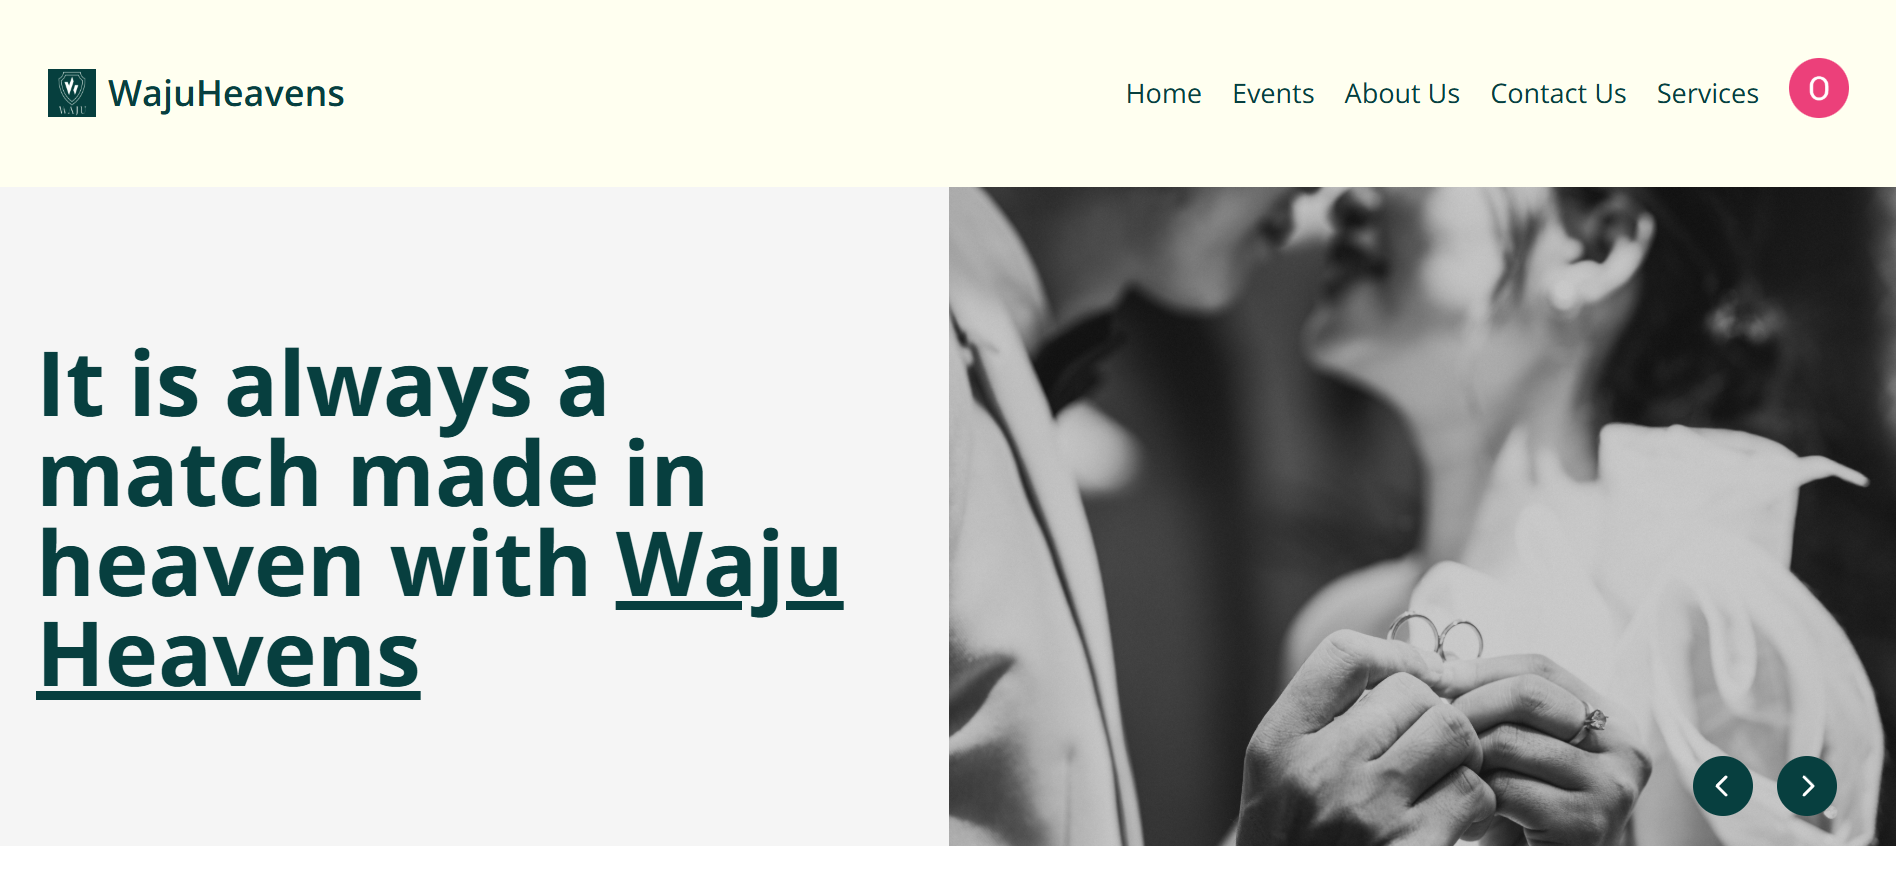 WAJU
WajuHeavens
Home
Events
About Us
Contact Us
Services
O
It is always a
match made in
heaven with Waju
Heavens